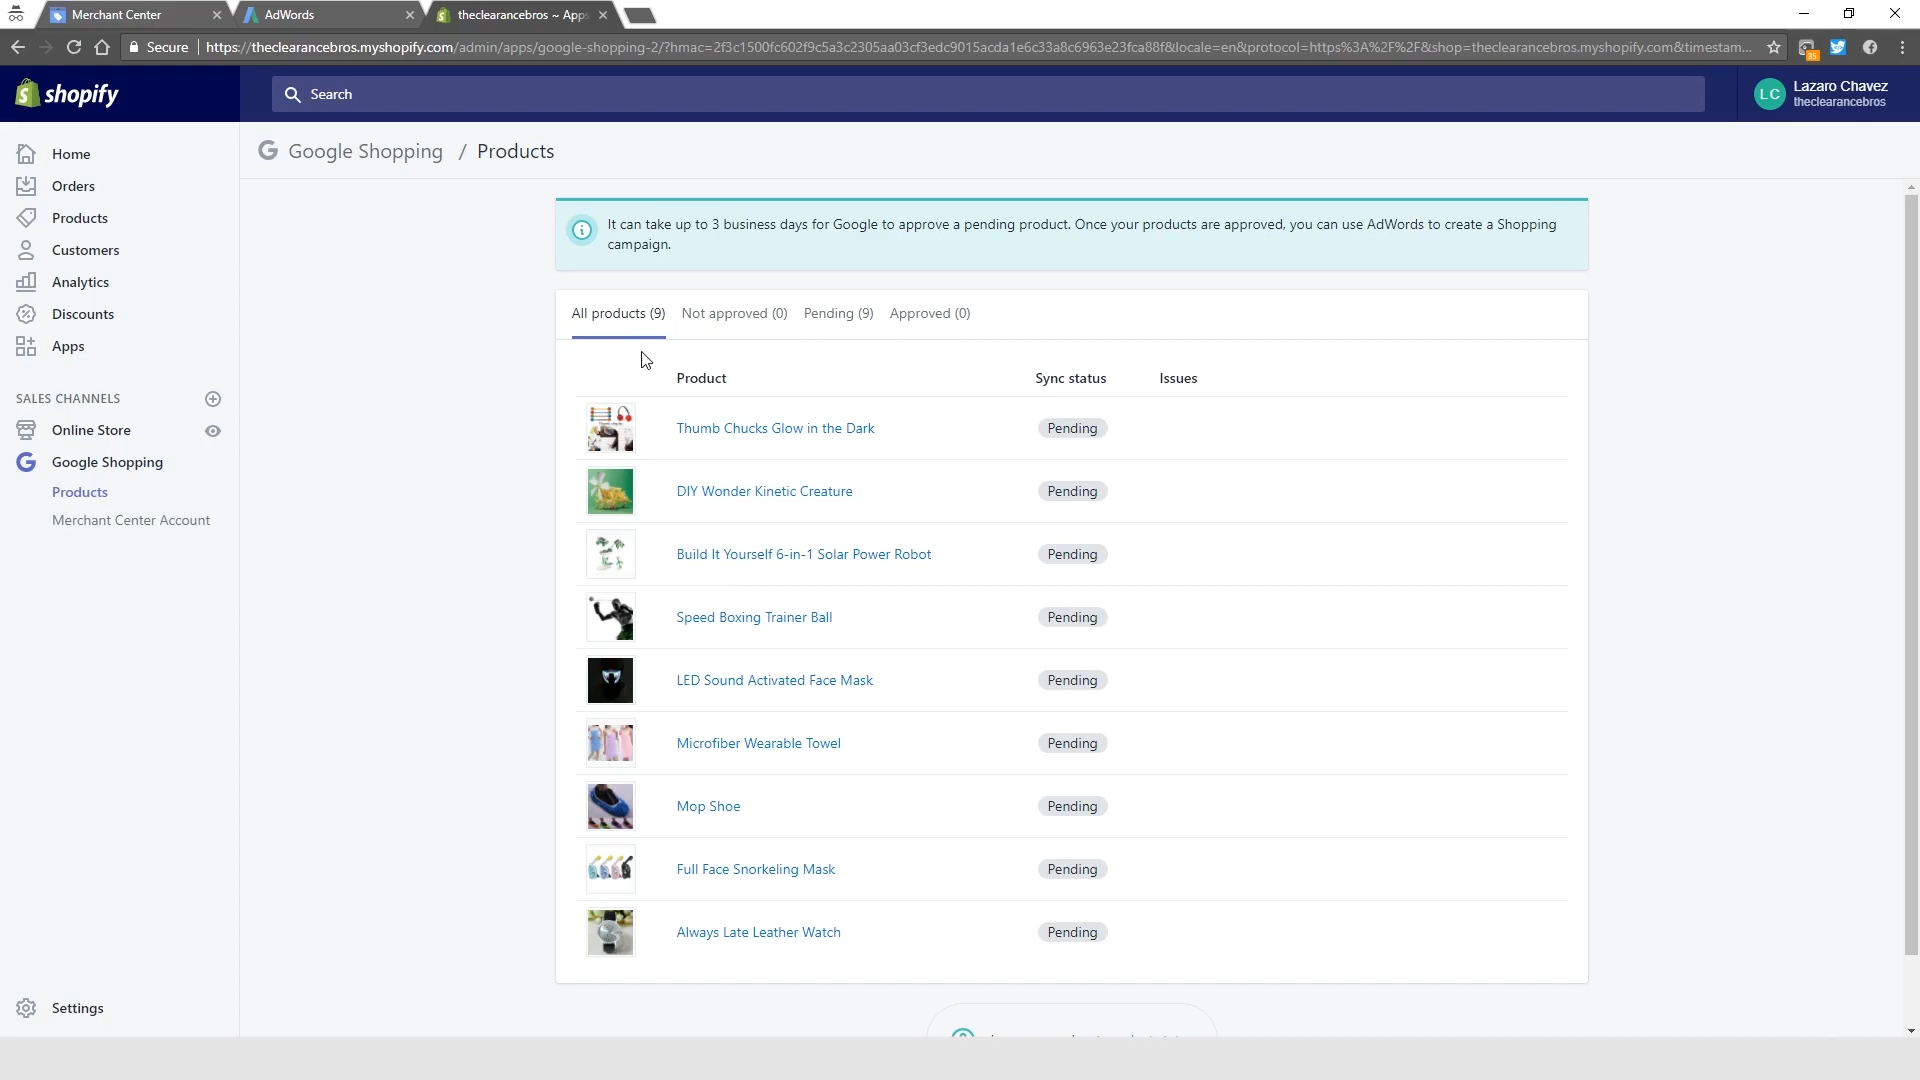 Merchant Center
AdWords
theclearancebros ~ Apps
Secure
https://theclearancebros.myshopify.com/admin/apps/google-shopping-2/?hmac=2f3c1500fc602f9c5a3c2305aa03cf3edc9015acda1e6c33a8c6963e23fca88f&locale=en&protocol=https%3A%2F%2F&shop=theclearancebros.myshopify.com&timestam...
35
shopify
Search
LC
Lazaro Chavez
theclearancebros
Home
Orders
Products
Customers
Analytics
Discounts
Apps
SALES CHANNELS
Online Store
Google Shopping
Products
Merchant Center Account
Settings
Google Shopping / Products
It can take up to 3 business days for Google to approve a pending product. Once your products are approved, you can use AdWords to create a Shopping
campaign.
All products (9) Not approved (0) Pending (9) Approved (0)
Product Sync status Issues
Thumb Chucks Glow in the Dark Pending
DIY Wonder Kinetic Creature Pending
Build It Yourself 6-in-1 Solar Power Robot Pending
Speed Boxing Trainer Ball Pending
LED Sound Activated Face Mask Pending
Microfiber Wearable Towel Pending
Mop Shoe Pending
Full Face Snorkeling Mask Pending
Always Late Leather Watch Pending